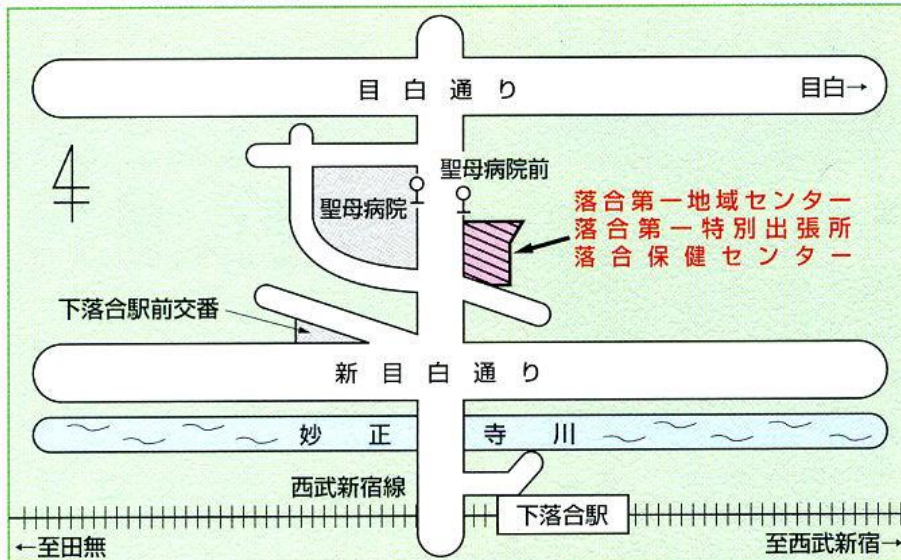 目白通り
目白→
聖母病院前
聖母病院
落合第一地域センター
落合第一特別出張所
落合保健センター
下落合駅前交番
新目白通り
妙正寺川
西武新宿線
下落合駅
←至田無
至西武新宿→